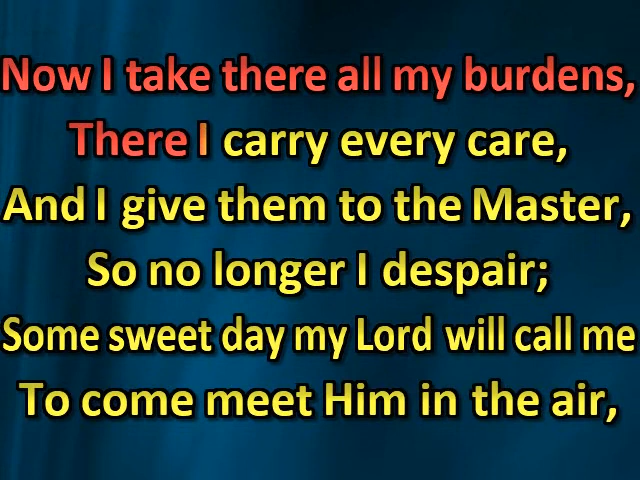 Now I take there all my burdens,
There I carry every care,
And I give them to the Master,
So no longer I despair;
Some sweet day my Lord will call me
To come meet Him in the air,